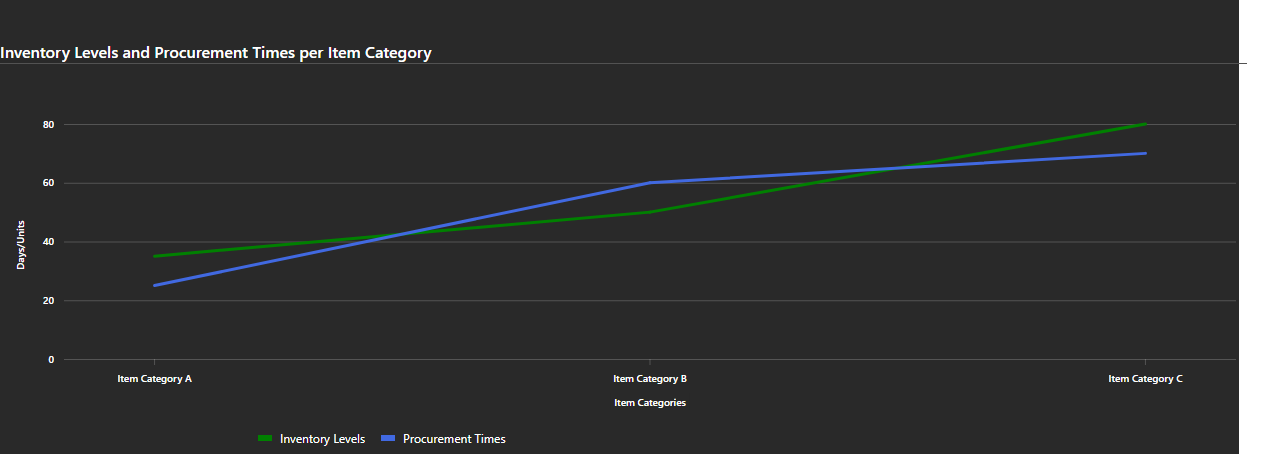 Inventory Levels and Procurement Times per Item Category
80
60
40
20
0
Days/Units
Item Category A
Item Category B
Item Category C
Item Categories
Inventory Levels
Procurement Times